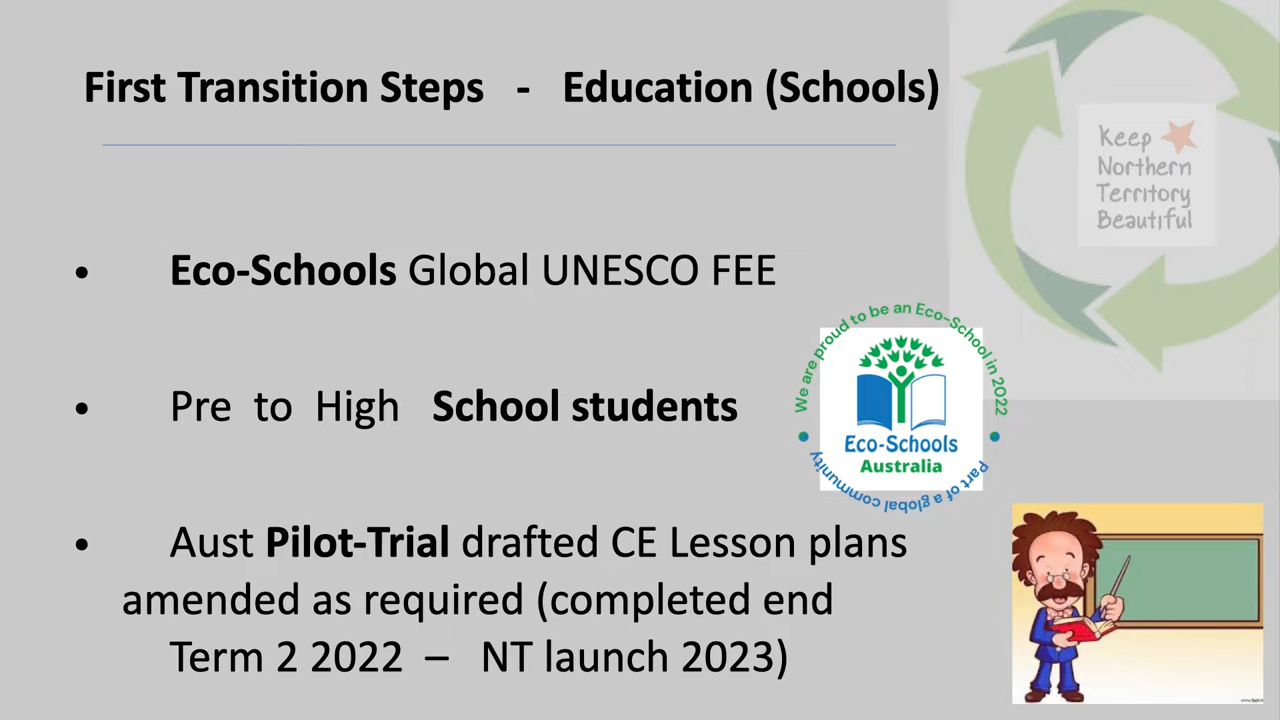 First Transition Steps - Education (Schools)
Keep
Northern
Territory
Beautiful
• Eco-Schools Global UNESCO FEE
We are proud to be an Eco-School in 2022
• Pre to High School students
Eco-Schools
Australia
Part of a global community
• Aust Pilot-Trial drafted CE Lesson plans
amended as required (completed end
Term 2 2022 – NT launch 2023)